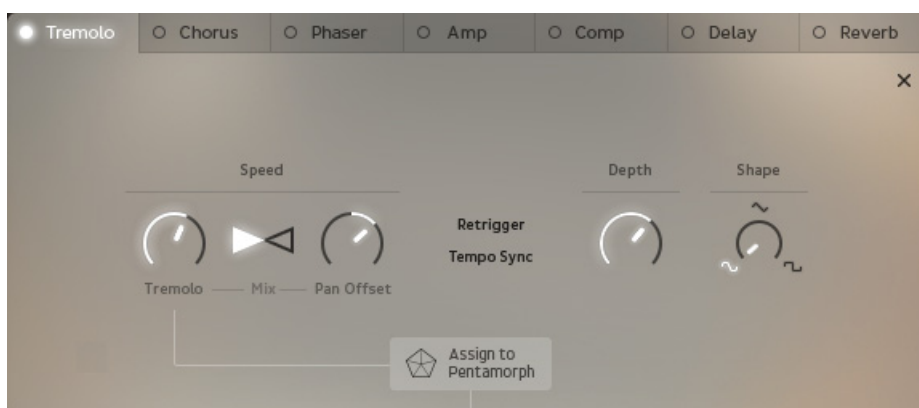 Tremolo
Chorus
Phaser
Amp
Comp
Delay
Reverb
Speed
Depth
Shape
Retrigger
Tempo Sync
Tremolo
Mix
Pan Offset
Assign to
Pentamorph